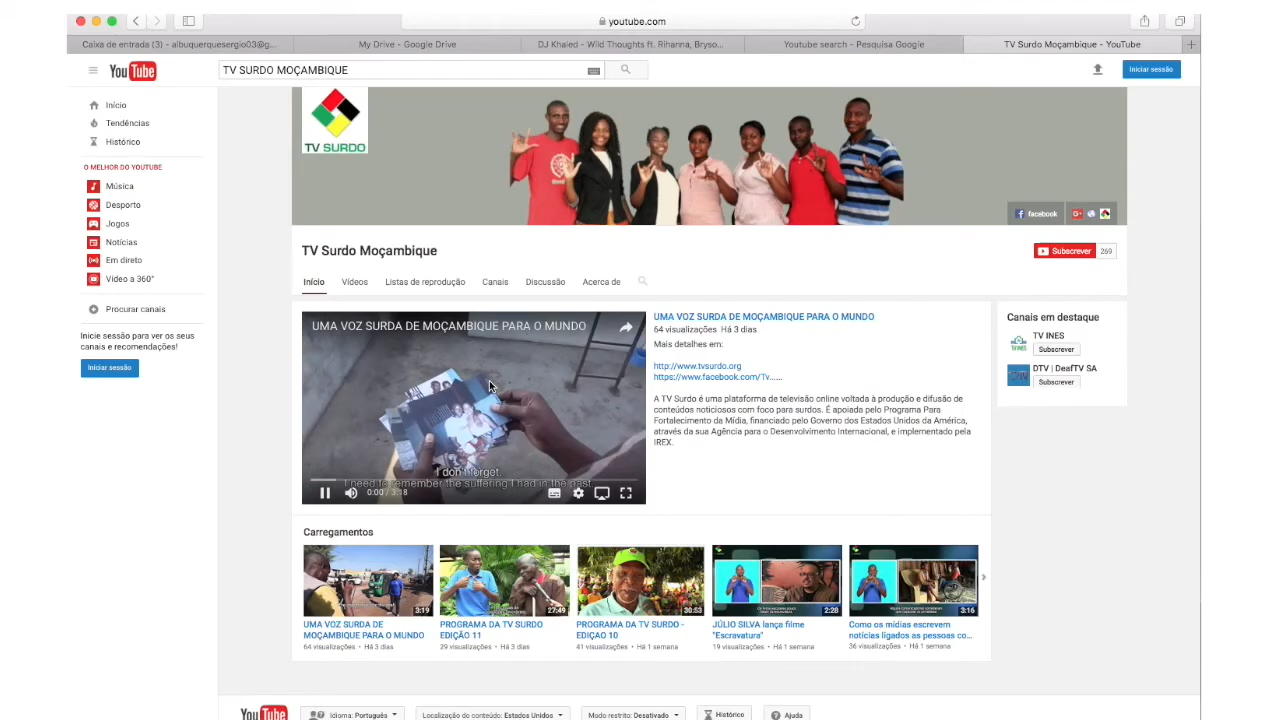 youtube.com
Caixa de entrada (3) - albuquerquesergio03@g...
My Drive - Google Drive
DJ Khaled - Wild Thoughts ft. Rihanna, Bryso...
Youtube search - Pesquisa Google
TV Surdo Moçambique - YouTube
YouTube
TV SURDO MOÇAMBIQUE
Iniciar sessão
Início
Tendências
Histórico
O MELHOR DO YOUTUBE
Música
Desporto
Jogos
Notícias
Em direto
Vídeo a 360°
Procurar canais
Inicie sessão para ver os seus
canais e recomendações!
Iniciar sessão
TV SURDO
facebook
TV Surdo Moçambique
Subscrever 269
Início
Vídeos
Listas de reprodução
Canais
Discussão
Acerca de
UMA VOZ SURDA DE MOÇAMBIQUE PARA O MUNDO
I don't forget.
I need to remember the suffering I had in the past
0:00 / 3:18
UMA VOZ SURDA DE MOÇAMBIQUE PARA O MUNDO
64 visualizações Há 3 dias
Mais detalhes em:
http://www.tvsurdo.org
https://www.facebook.com/Tv......
A TV Surdo é uma plataforma de televisão online voltada à produção e difusão de
conteúdos noticiosos com foco para surdos. É apoiada pelo Programa Para
Fortalecimento da Mídia, financiado pelo Governo dos Estados Unidos da América,
através da sua Agência para o Desenvolvimento Internacional, e implementado pela
IREX.
Canais em destaque
TV INES
Subscrever
DTV | DeafTV SA
Subscrever
Carregamentos
3:19
UMA VOZ SURDA DE
MOÇAMBIQUE PARA O MUNDO
64 visualizações • Há 3 dias
27:49
PROGRAMA DA TV SURDO
EDIÇÃO 11
29 visualizações • Há 3 dias
30:53
PROGRAMA DA TV SURDO -
EDIÇAO 10
41 visualizações • Há 1 semana
2:28
JÚLIO SILVA lança filme
"Escravatura"
19 visualizações • Há 1 semana
3:16
Como os mídias escrevem
notícias ligados as pessoas co...
36 visualizações • Há 1 semana
YouTube
Idioma: Português
Localização do conteúdo: Estados Unidos
Modo restrito: Desativado
Histórico
Ajuda